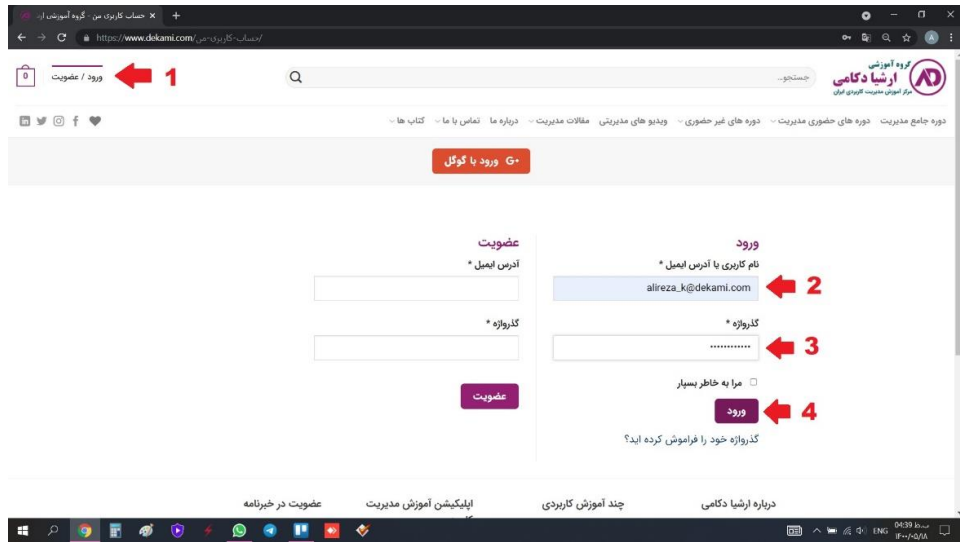 حساب کاربری من - گروه آموزشی ار
https://www.dekami.com/حساب-کاربری-من/
گروه آموزشی
ارشیا دکامی
مرکز آموزش مدیریت کاربردی ایران
جستجو...
ورود / عضویت
0
1
دوره جامع مدیریت دوره های حضوری مدیریت دوره های غیر حضوری ویدیو های مدیریتی مقالات مدیریت درباره ما تماس با ما کتاب ها
ورود با گوگل G+
ورود
نام کاربری یا آدرس ایمیل *
alireza_k@dekami.com
2
گذرواژه *
3
مرا به خاطر بسپار
ورود
4
گذرواژه خود را فراموش کرده اید؟
عضویت
آدرس ایمیل *
گذرواژه *
عضویت
درباره ارشیا دکامی
چند آموزش کاربردی
اپلیکیشن آموزش مدیریت
عضویت در خبرنامه
ENG
04:39 ب.ظ
۱۴۰۰/۰۵/۱۸